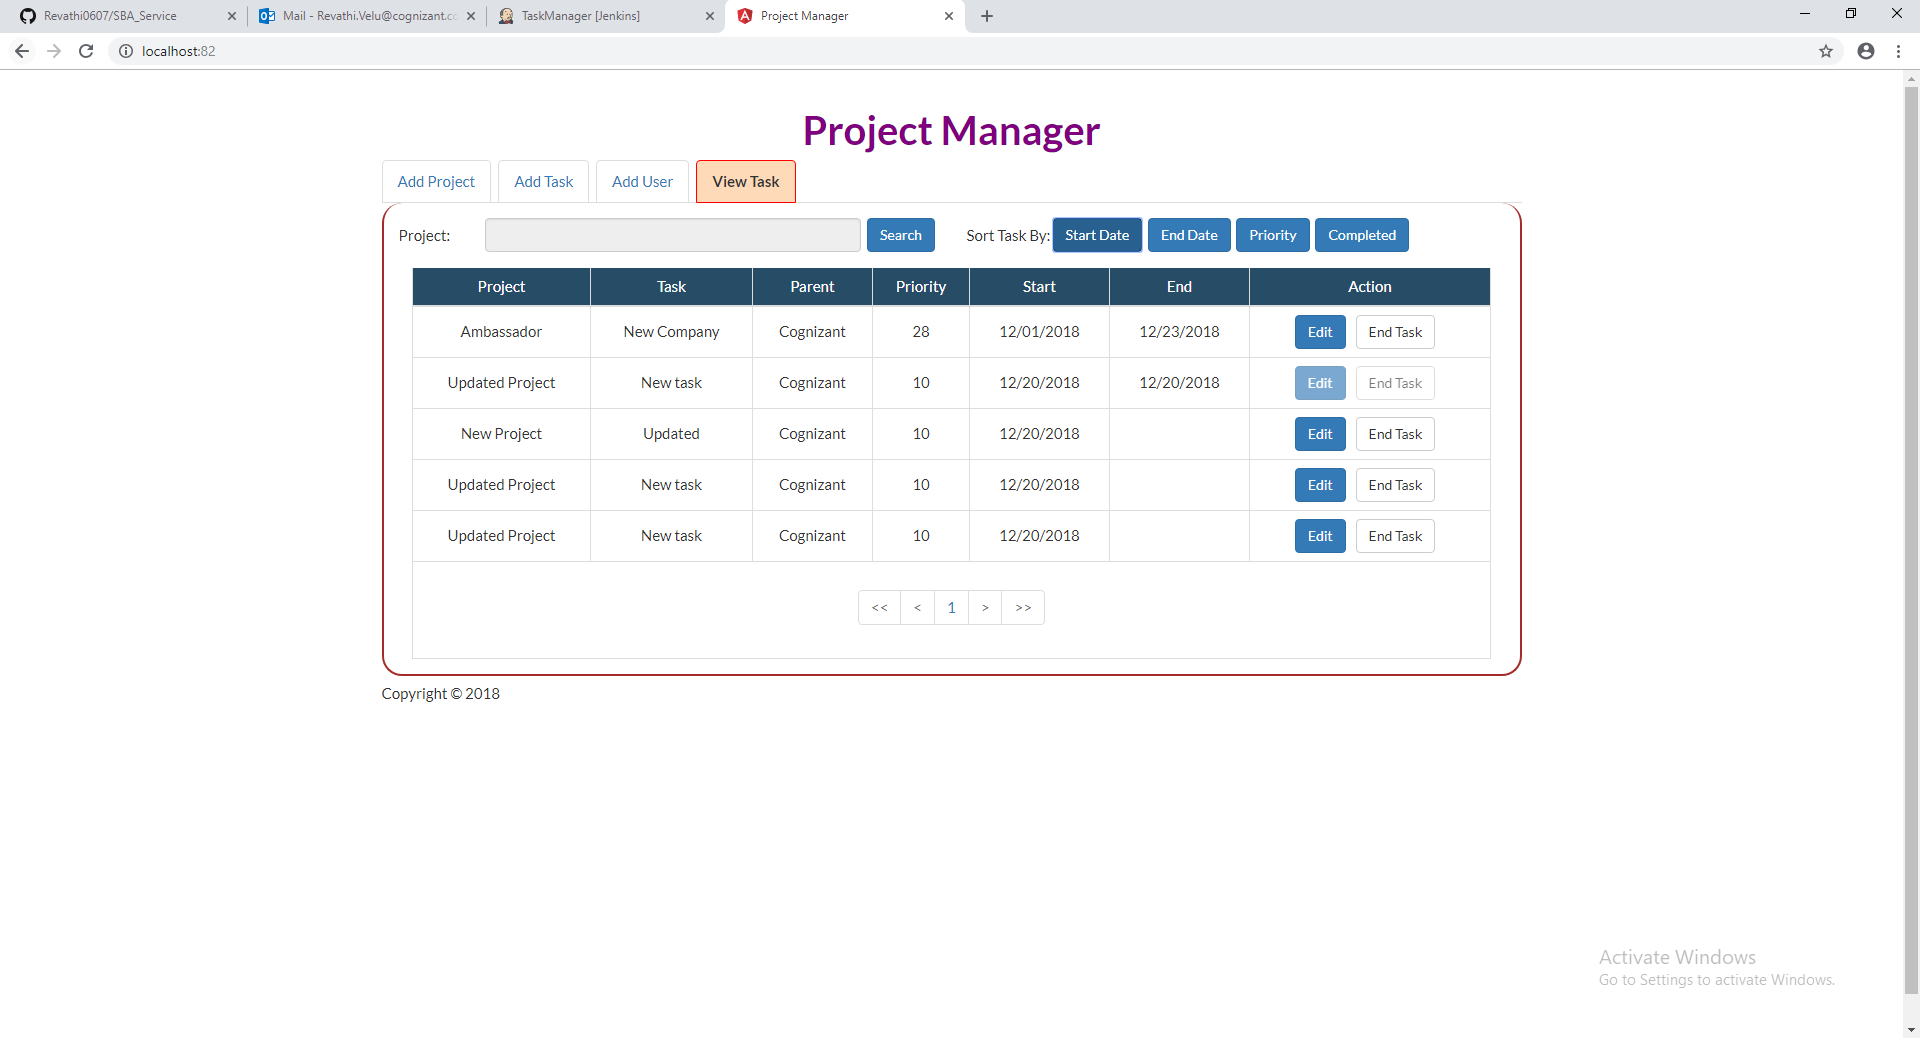 Revathi0607/SBA_Service
Mail - Revathi.Velu@cognizant.co
TaskManager [Jenkins]
Project Manager
localhost:82
Project Manager
Add Project Add Task Add User View Task
Project: Search Sort Task By: Start Date End Date Priority Completed
Project Task Parent Priority Start End Action
Ambassador New Company Cognizant 28 12/01/2018 12/23/2018 Edit End Task
Updated Project New task Cognizant 10 12/20/2018 12/20/2018 Edit End Task
New Project Updated Cognizant 10 12/20/2018 Edit End Task
Updated Project New task Cognizant 10 12/20/2018 Edit End Task
Updated Project New task Cognizant 10 12/20/2018 Edit End Task
<< < 1 > >>
Copyright © 2018
Activate Windows
Go to Settings to activate Windows.